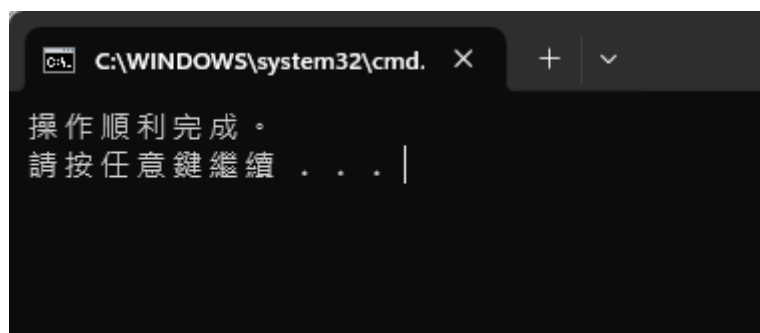 C:\WINDOWS\system32\cmd.
操作順利完成。
請按任意鍵繼續 . . .